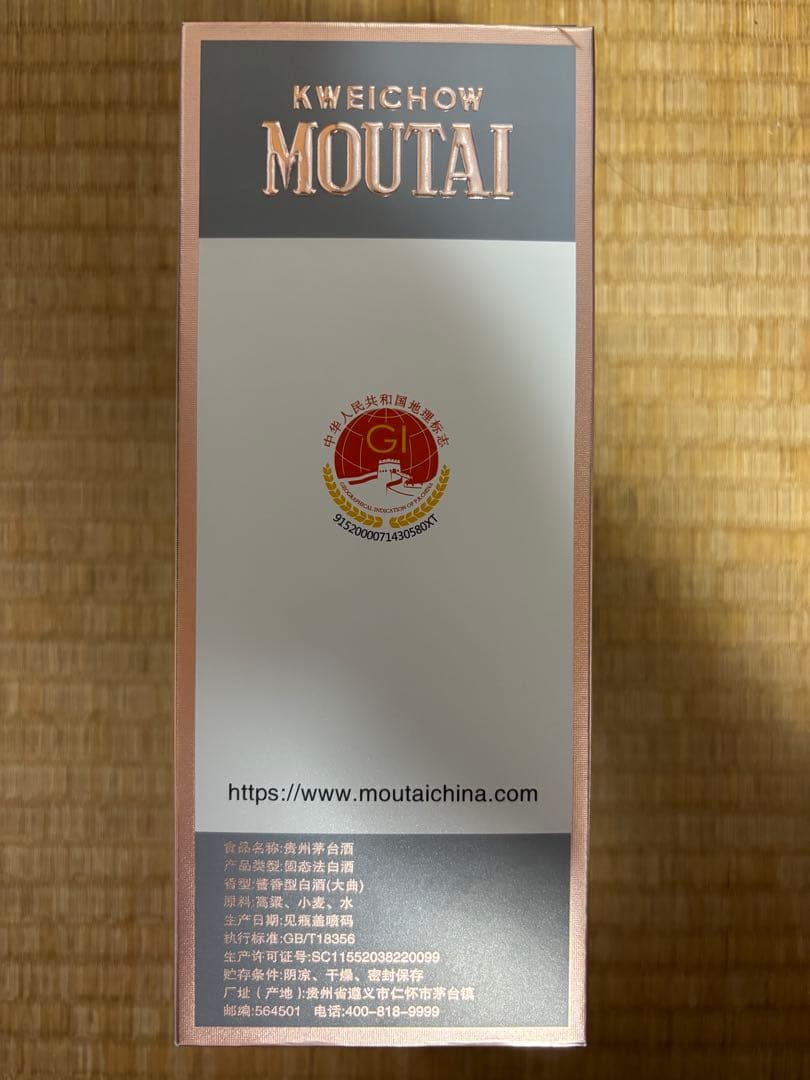 KWEICHOW
MOUTAI
中华人民共和国地理标志
GI
GEOGRAPHICAL INDICATION OF P.R.CHINA
9152000071430580XT
https://www.moutaichina.com
食品名称:贵州茅台酒
产品类型:固态法白酒
香型:酱香型白酒(大曲)
原料:高粱、小麦、水
生产日期:见瓶盖喷码
执行标准:GB/T18356
生产许可证号:SC11552038220099
贮存条件:阴凉、干燥、密封保存
厂址(产地):贵州省遵义市仁怀市茅台镇
邮编:564501 电话:400-818-9999